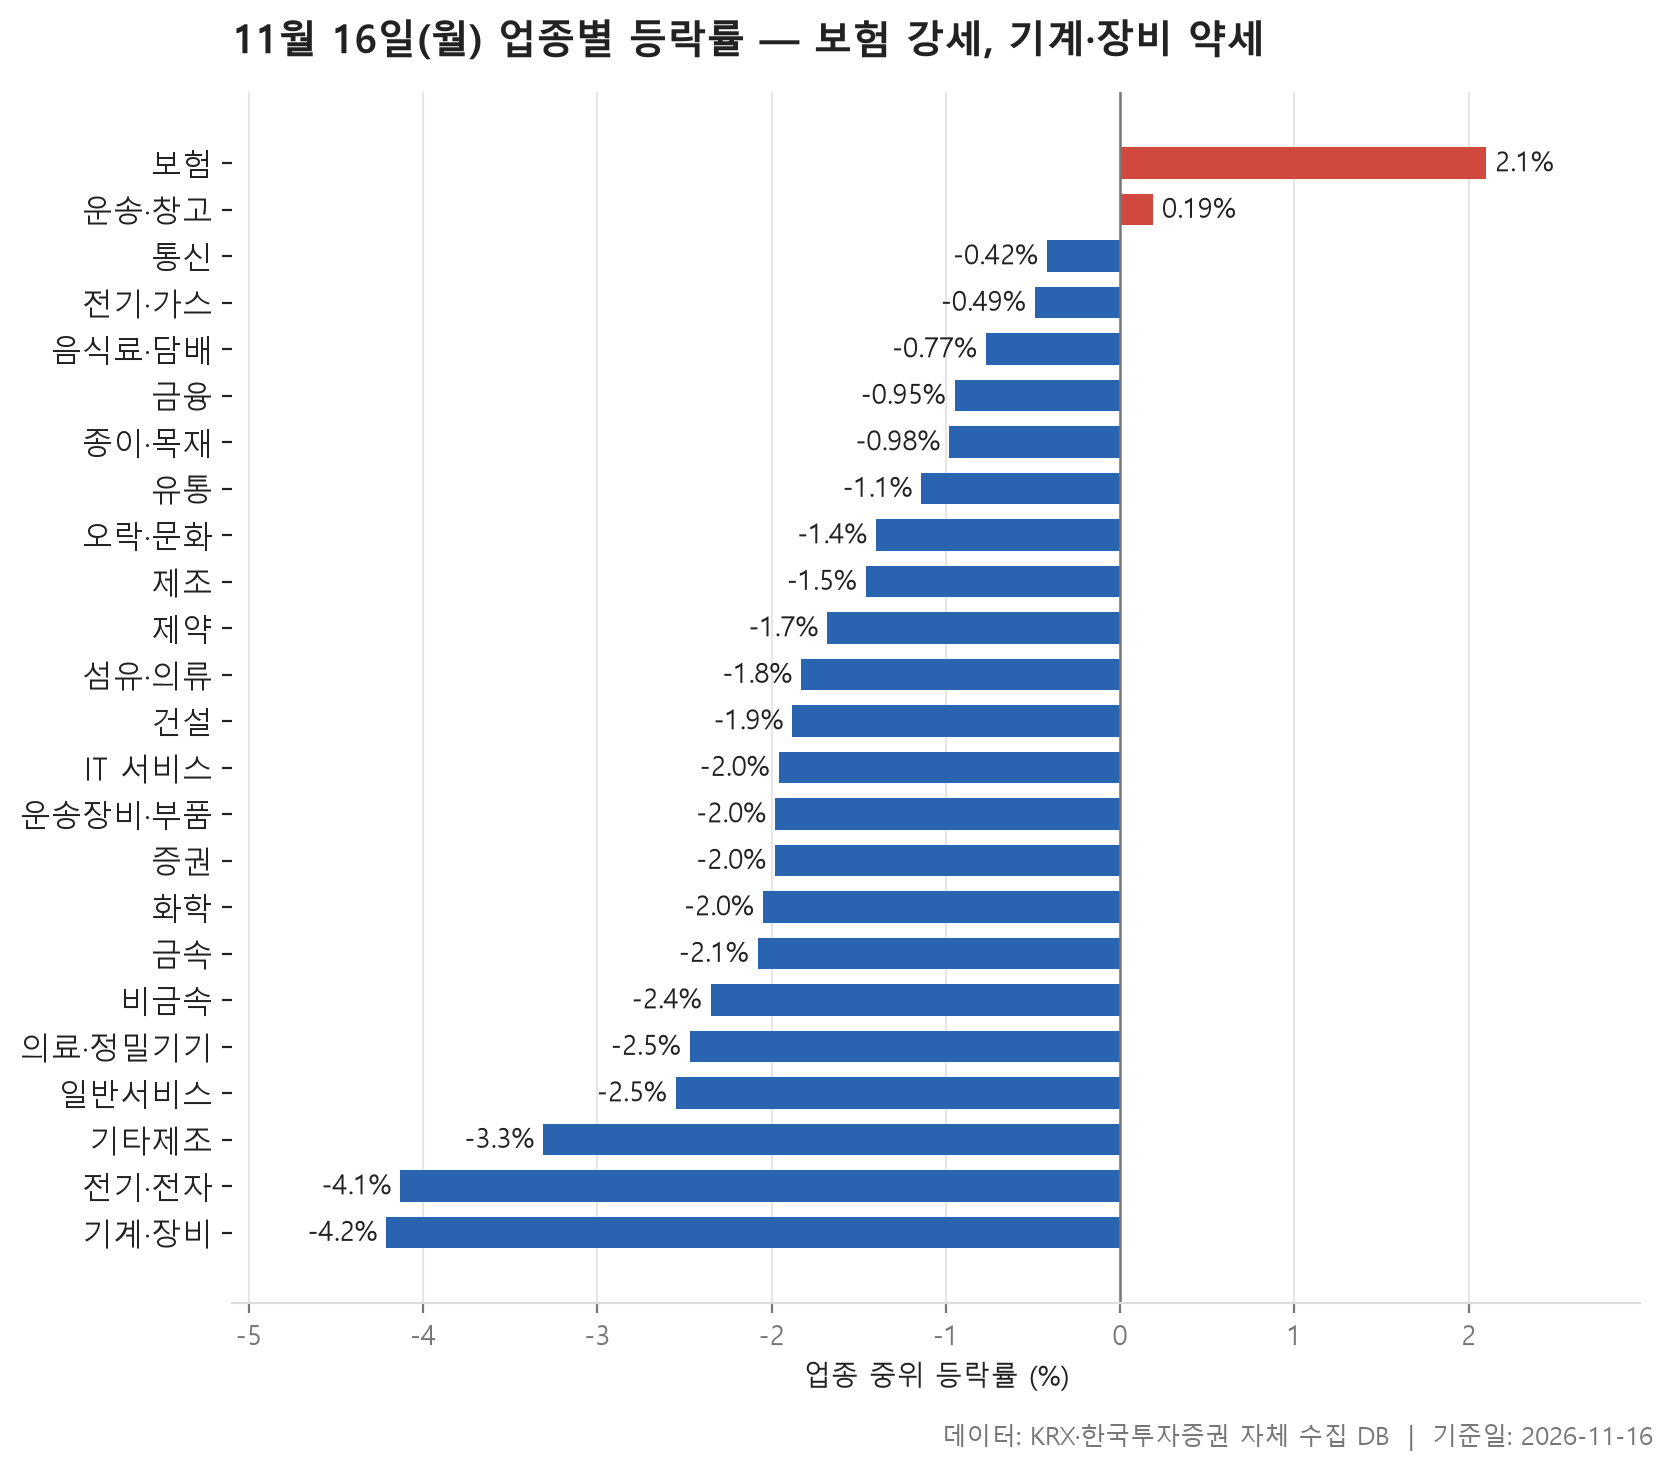 11월 16일(월) 업종별 등락률 — 보험 강세, 기계·장비 약세
보험 2.1%
운송·창고 0.19%
통신 -0.42%
전기·가스 -0.49%
음식료·담배 -0.77%
금융 -0.95%
종이·목재 -0.98%
유통 -1.1%
오락·문화 -1.4%
제조 -1.5%
제약 -1.7%
섬유·의류 -1.8%
건설 -1.9%
IT 서비스 -2.0%
운송장비·부품 -2.0%
증권 -2.0%
화학 -2.0%
금속 -2.1%
비금속 -2.4%
의료·정밀기기 -2.5%
일반서비스 -2.5%
기타제조 -3.3%
전기·전자 -4.1%
기계·장비 -4.2%
-5 -4 -3 -2 -1 0 1 2
업종 중위 등락률 (%)
데이터: KRX·한국투자증권 자체 수집 DB | 기준일: 2026-11-16